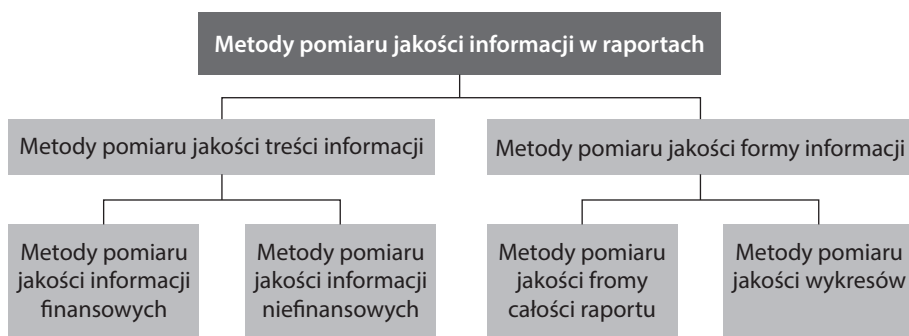 Metody pomiaru jakości informacji w raportach
Metody pomiaru jakości treści informacji
Metody pomiaru jakości formy informacji
Metody pomiaru
jakości informacji
finansowych
Metody pomiaru
jakości informacji
niefinansowych
Metody pomiaru
jakości fromy
całości raportu
Metody pomiaru
jakości wykresów